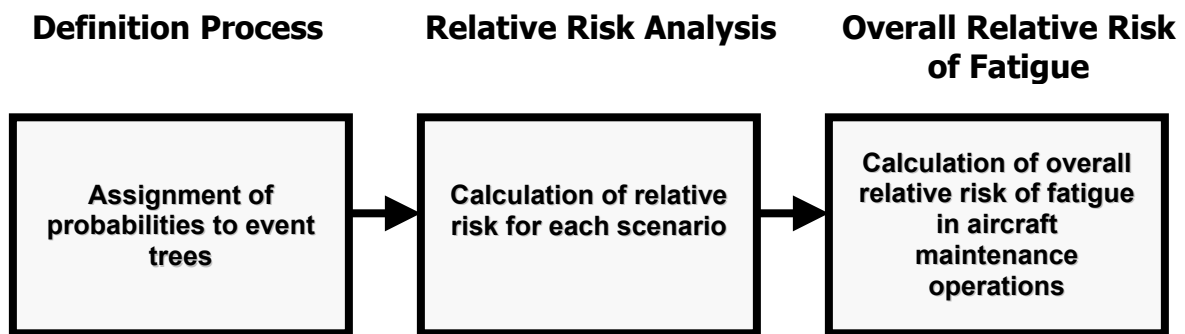 Definition Process
Relative Risk Analysis
Overall Relative Risk
of Fatigue
Assignment of
probabilities to event
trees
Calculation of relative
risk for each scenario
Calculation of overall
relative risk of fatigue
in aircraft
maintenance
operations